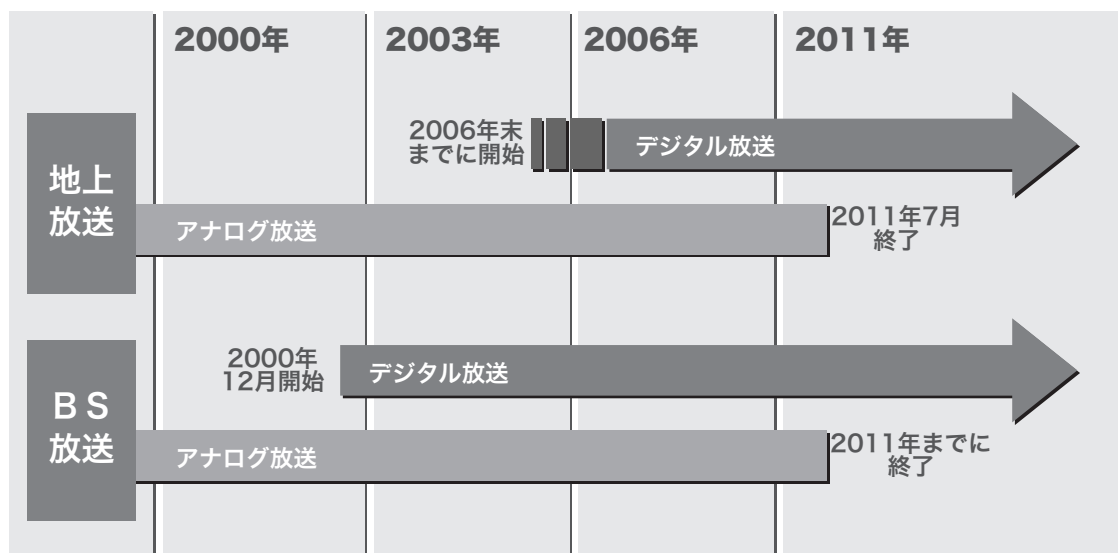 2000年
2003年
2006年
2011年
地上
放送
2006年末
までに開始
デジタル放送
アナログ放送
2011年7月
終了
BS
放送
2000年
12月開始
デジタル放送
アナログ放送
2011年までに
終了